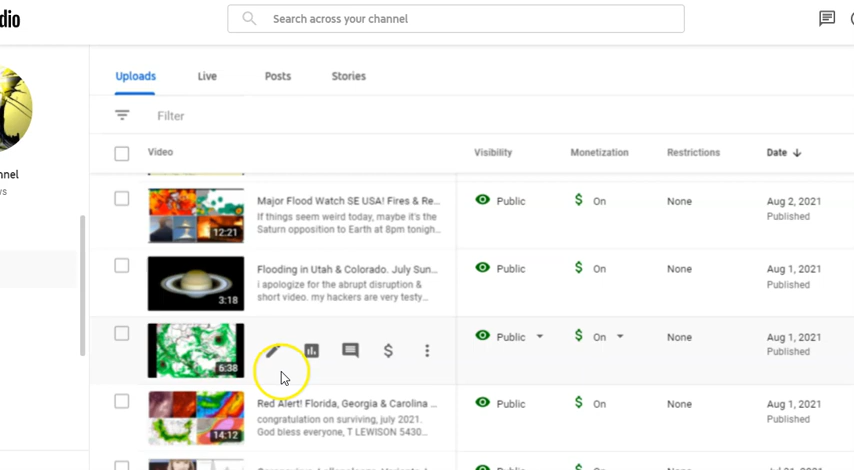 dio
Search across your channel
Uploads Live Posts Stories
Filter
Video Visibility Monetization Restrictions Date
Major Flood Watch SE USA! Fires & Re...
If things seem weird today, maybe it's the
Saturn opposition to Earth at 8pm tonigh...
12:21
Public
$ On
None
Aug 2, 2021
Published
Flooding in Utah & Colorado. July Sun...
i apologize for the abrupt disruption &
short video. my hackers are very testy...
3:18
Public
$ On
None
Aug 1, 2021
Published
nnel
ws
6:38
$
Public
$ On
None
Aug 1, 2021
Published
Red Alert! Florida, Georgia & Carolina ...
congratulation on surviving, july 2021.
God bless everyone, T LEWISON 5430...
14:12
Public
$ On
None
Aug 1, 2021
Published